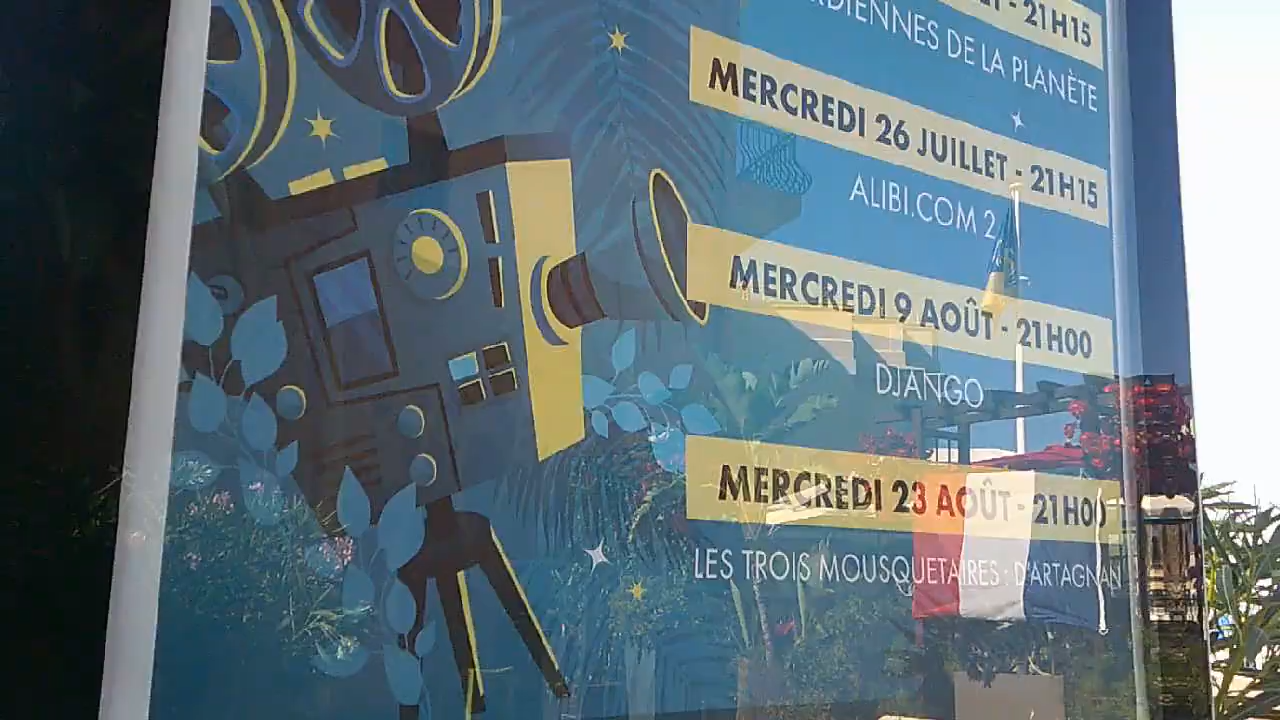 - 21H15
DIENNES DE LA PLANÈTE
MERCREDI 26 JUILLET - 21H15
ALIBI.COM 2
MERCREDI 9 AOÛT - 21H00
DJANGO
MERCREDI 23 AOÛT - 21H00
LES TROIS MOUSQUETAIRES : D'ARTAGNAN